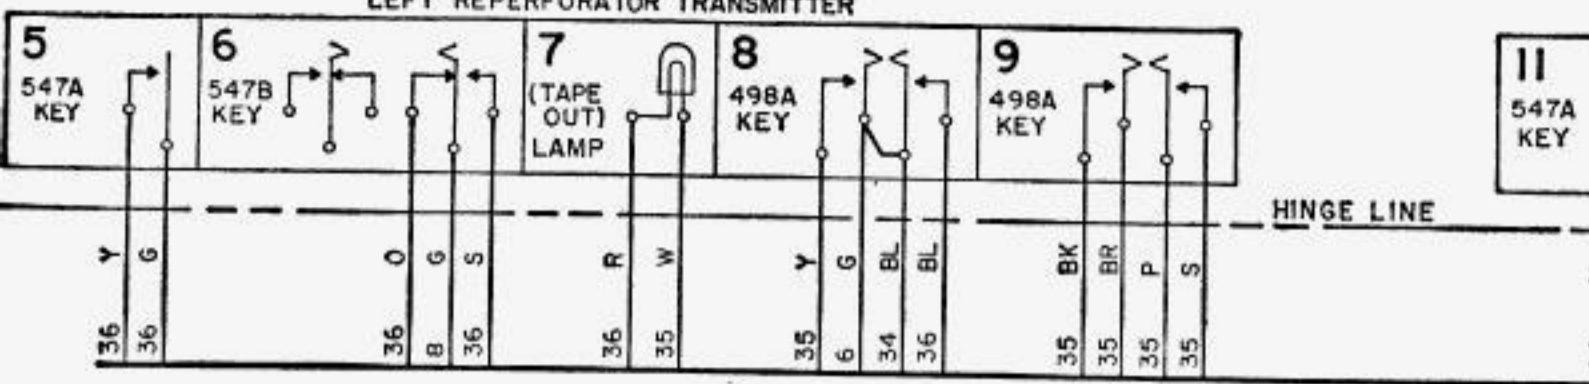 LEFT REPERFORATOR TRANSMITTER
5
547A
KEY
6
547B
KEY
7
(TAPE
OUT)
LAMP
8
498A
KEY
9
498A
KEY
11
547A
KEY
HINGE LINE
Y G O G S R W Y G BL BL BK BR P S
36 36 36 8 36 36 35 35 6 34 36 35 35 35 35